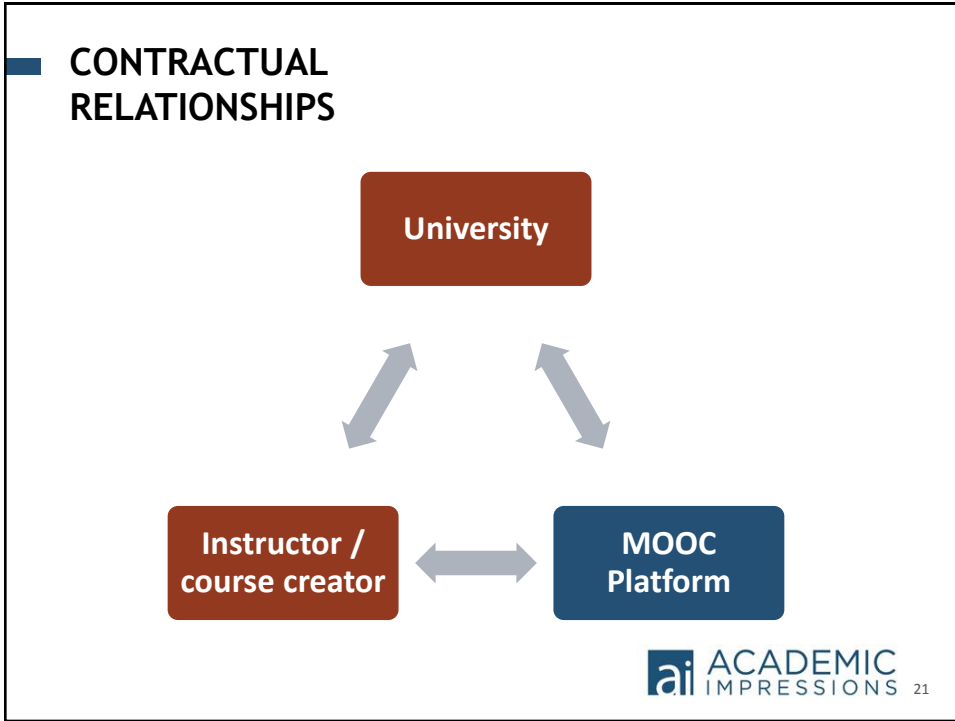 CONTRACTUAL
RELATIONSHIPS
University
Instructor /
course creator
MOOC
Platform
ai ACADEMIC
IMPRESSIONS
21